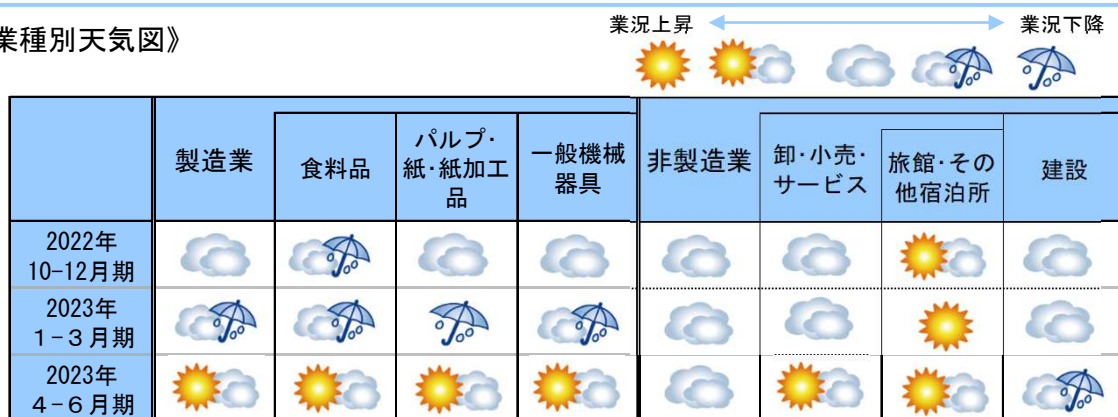 業種別天気図》
業況上昇
業況下降
製造業
食料品
パルプ・
紙・紙加工
品
一般機械
器具
非製造業
卸・小売・
サービス
旅館・その
他宿泊所
建設
2022年
10-12月期
2023年
1-3月期
2023年
4-6月期